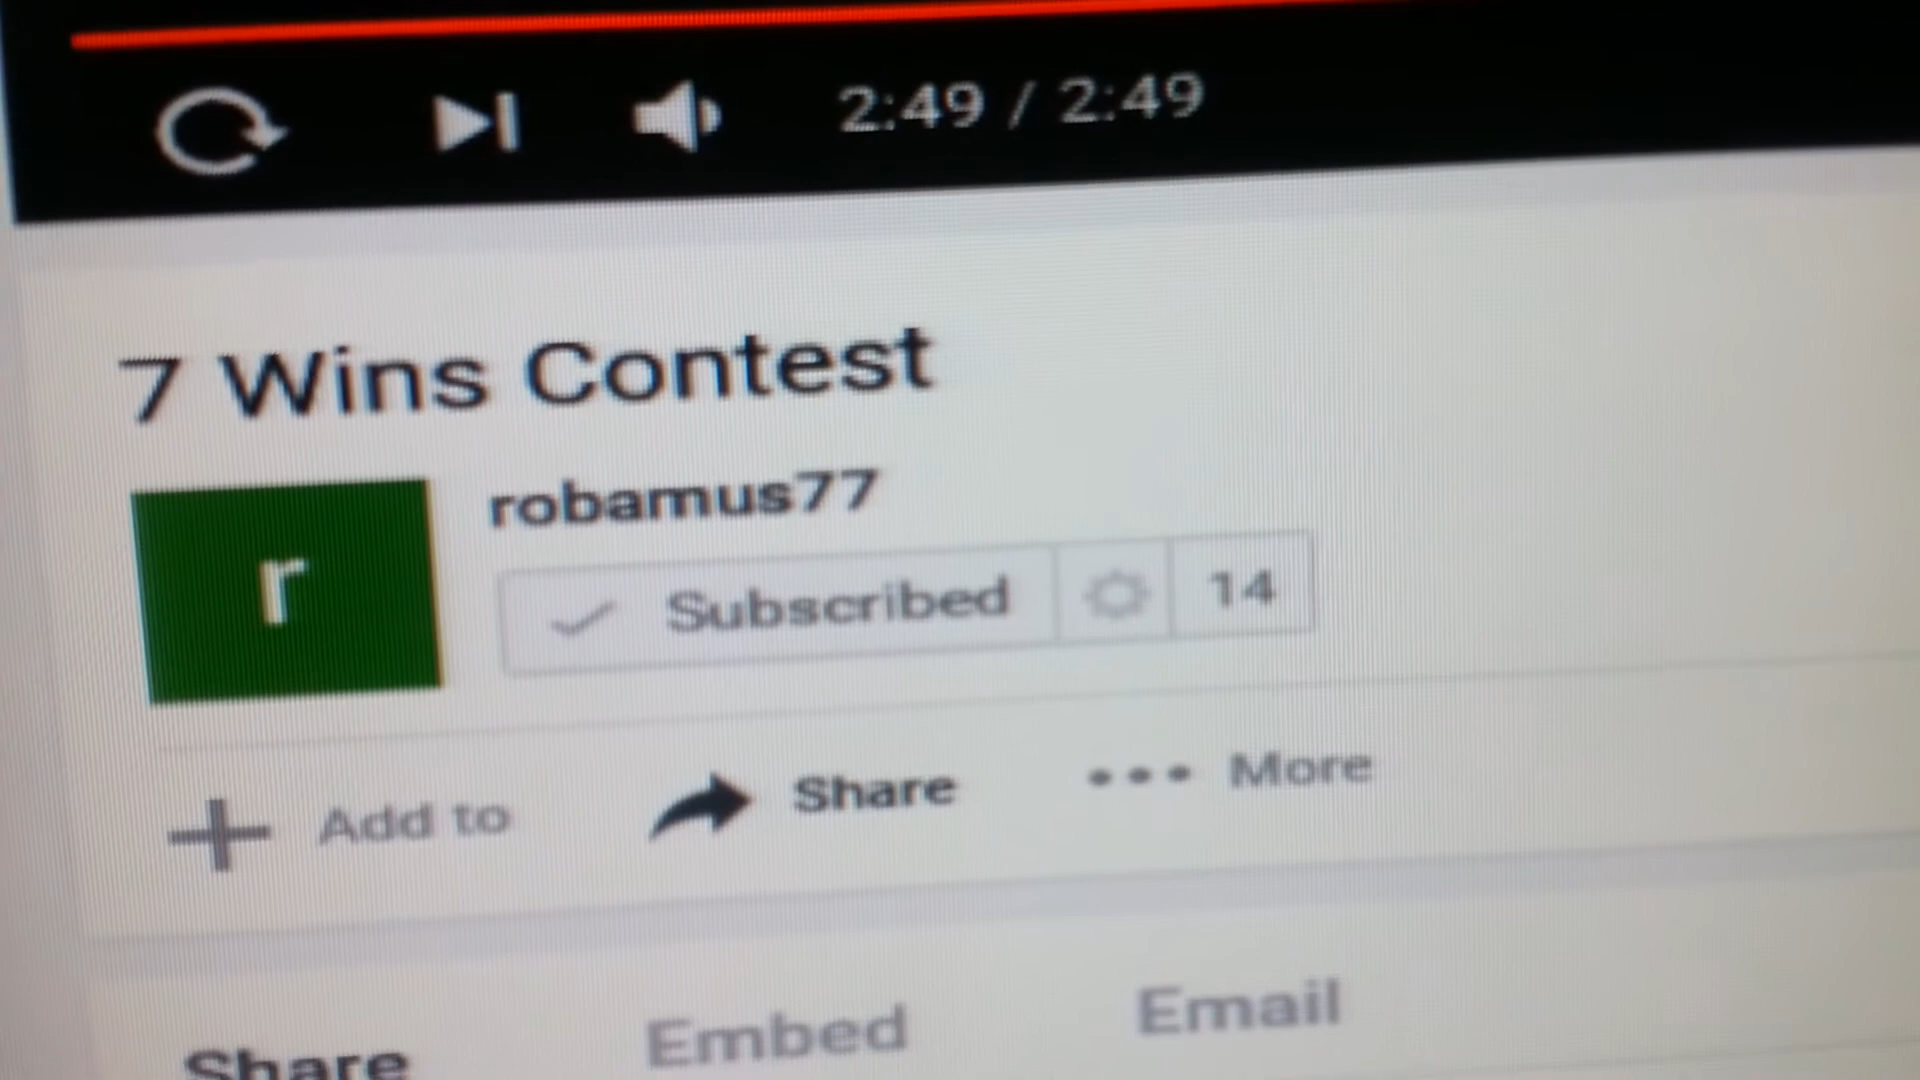 2:49 / 2:49
7 Wins Contest
r
robamus77
Subscribed 14
Add to Share More
Share Embed Email